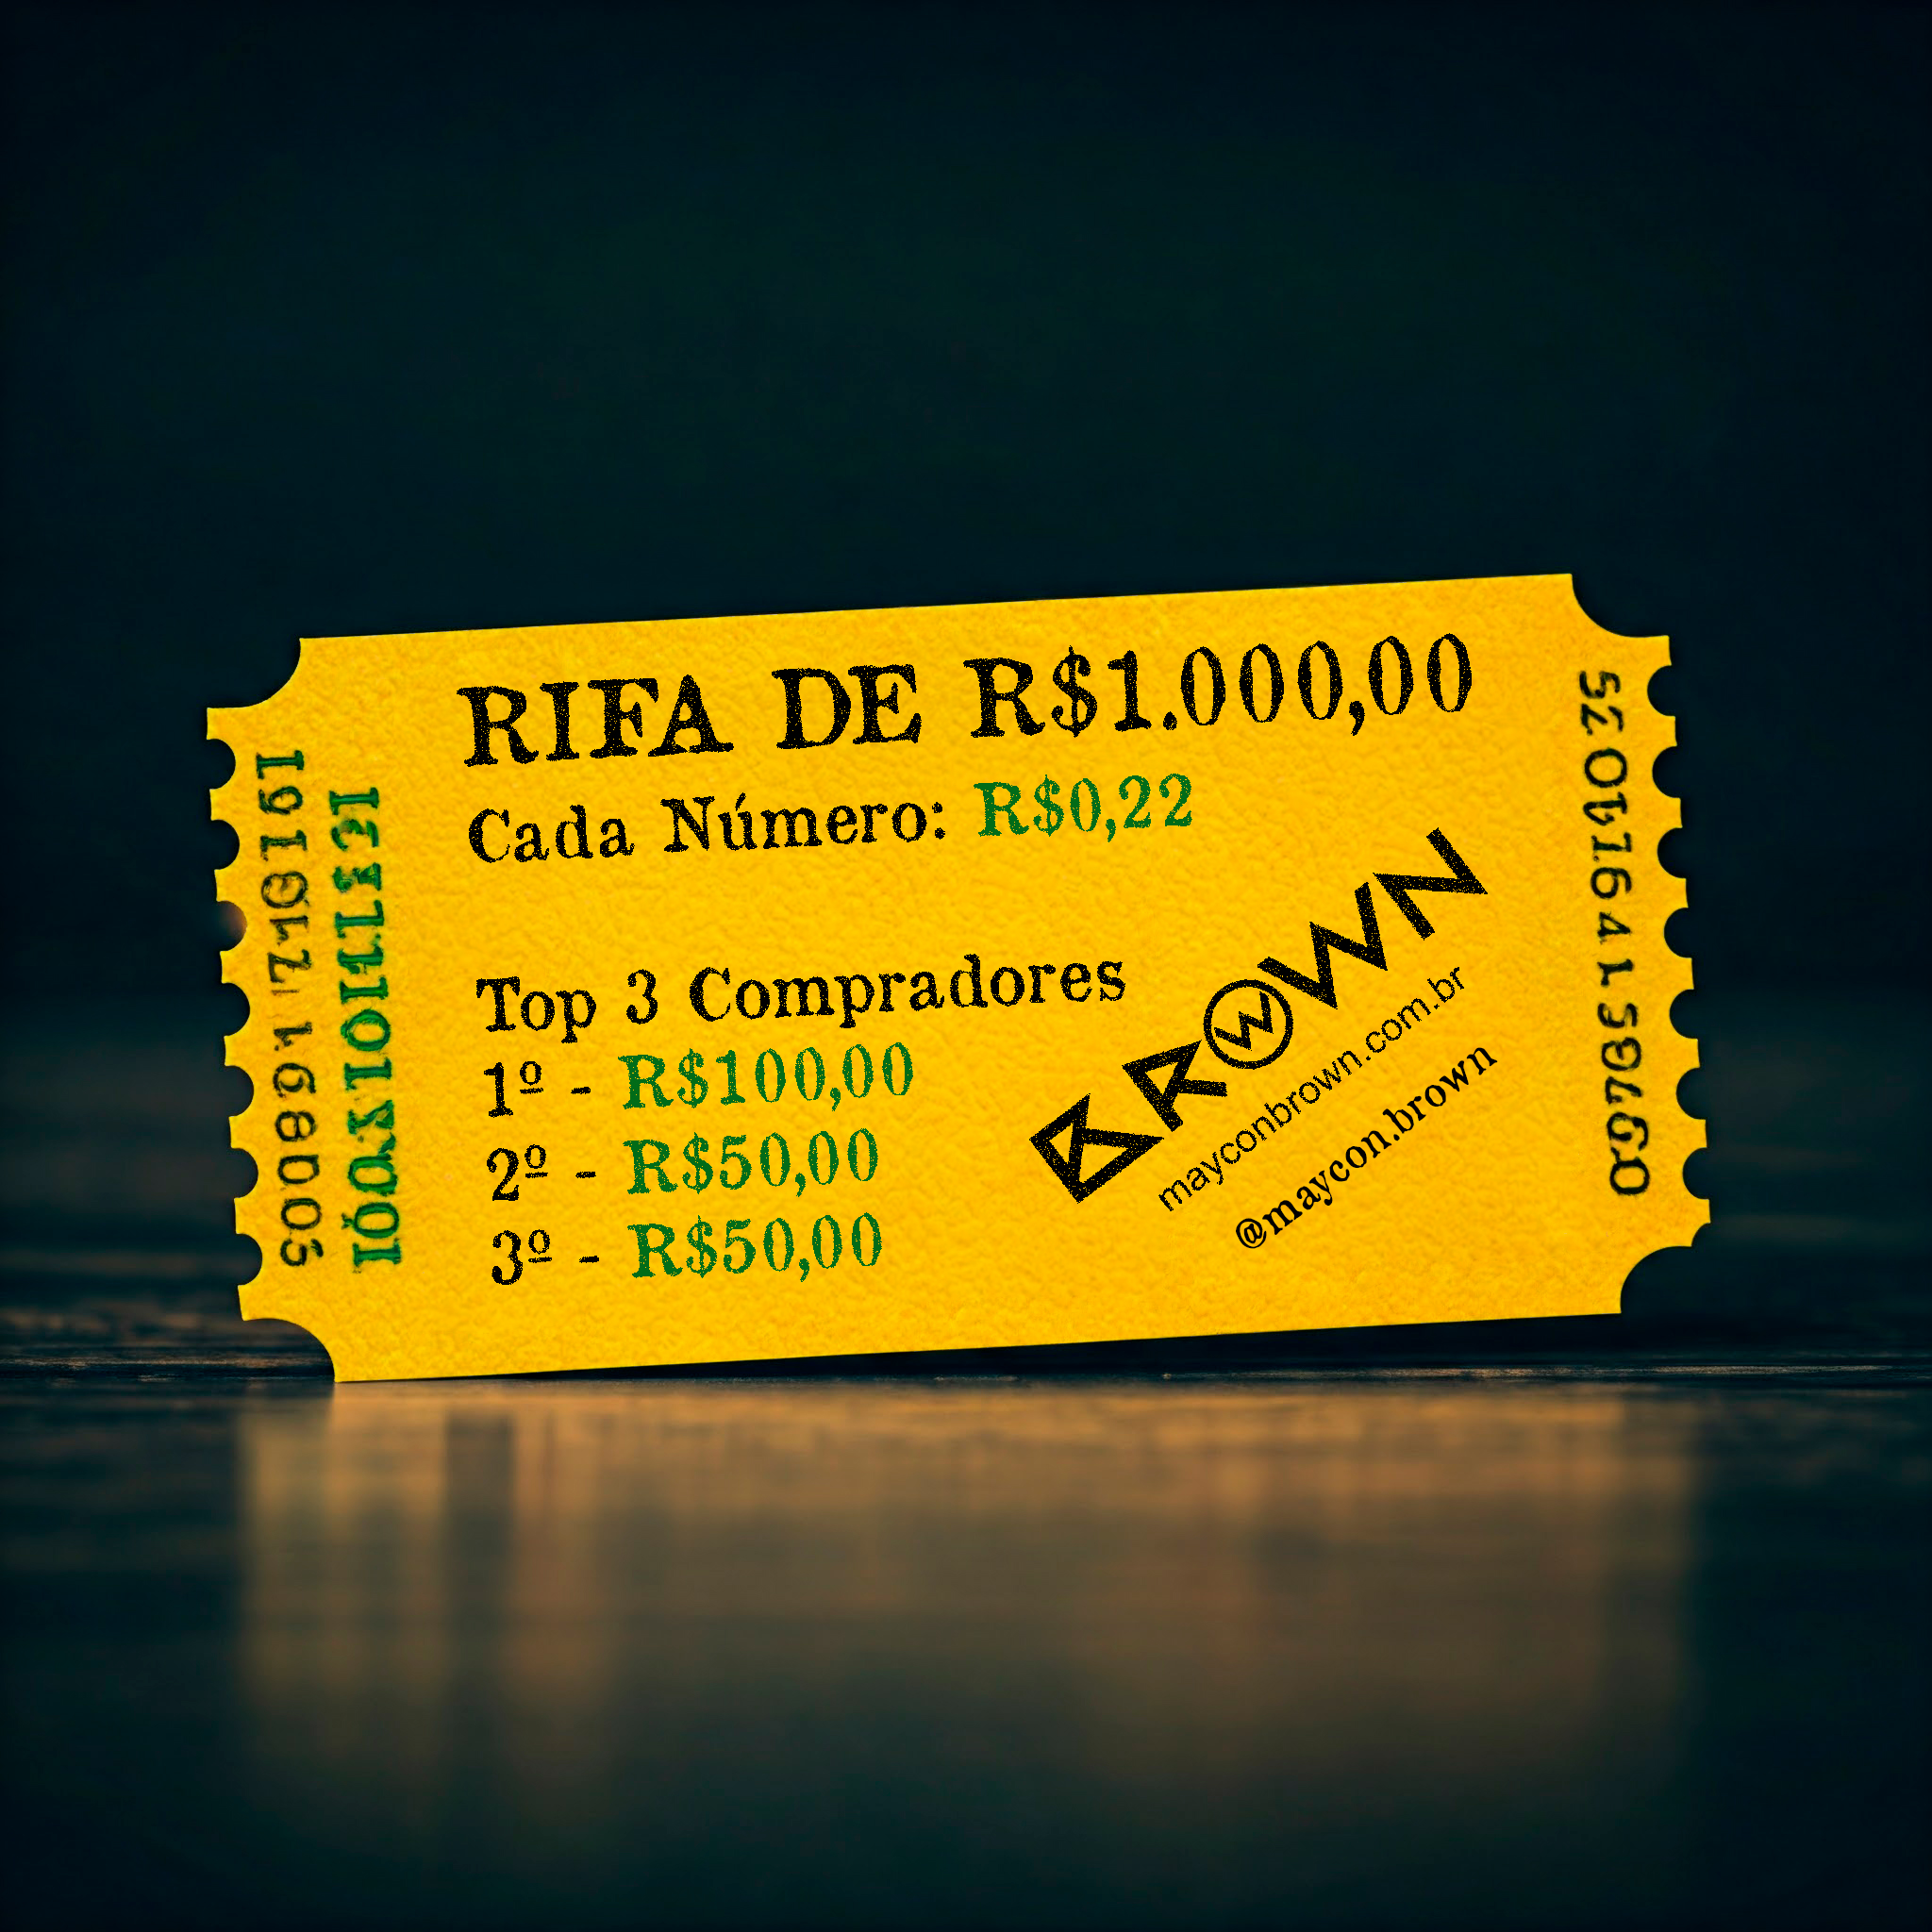 RIFA DE R$1.000,00
Cada Número: R$0,22
Top 3 Compradores
1º - R$100,00
2º - R$50,00
3º - R$50,00
BROWN
mayconbrown.com.br
@maycon.brown